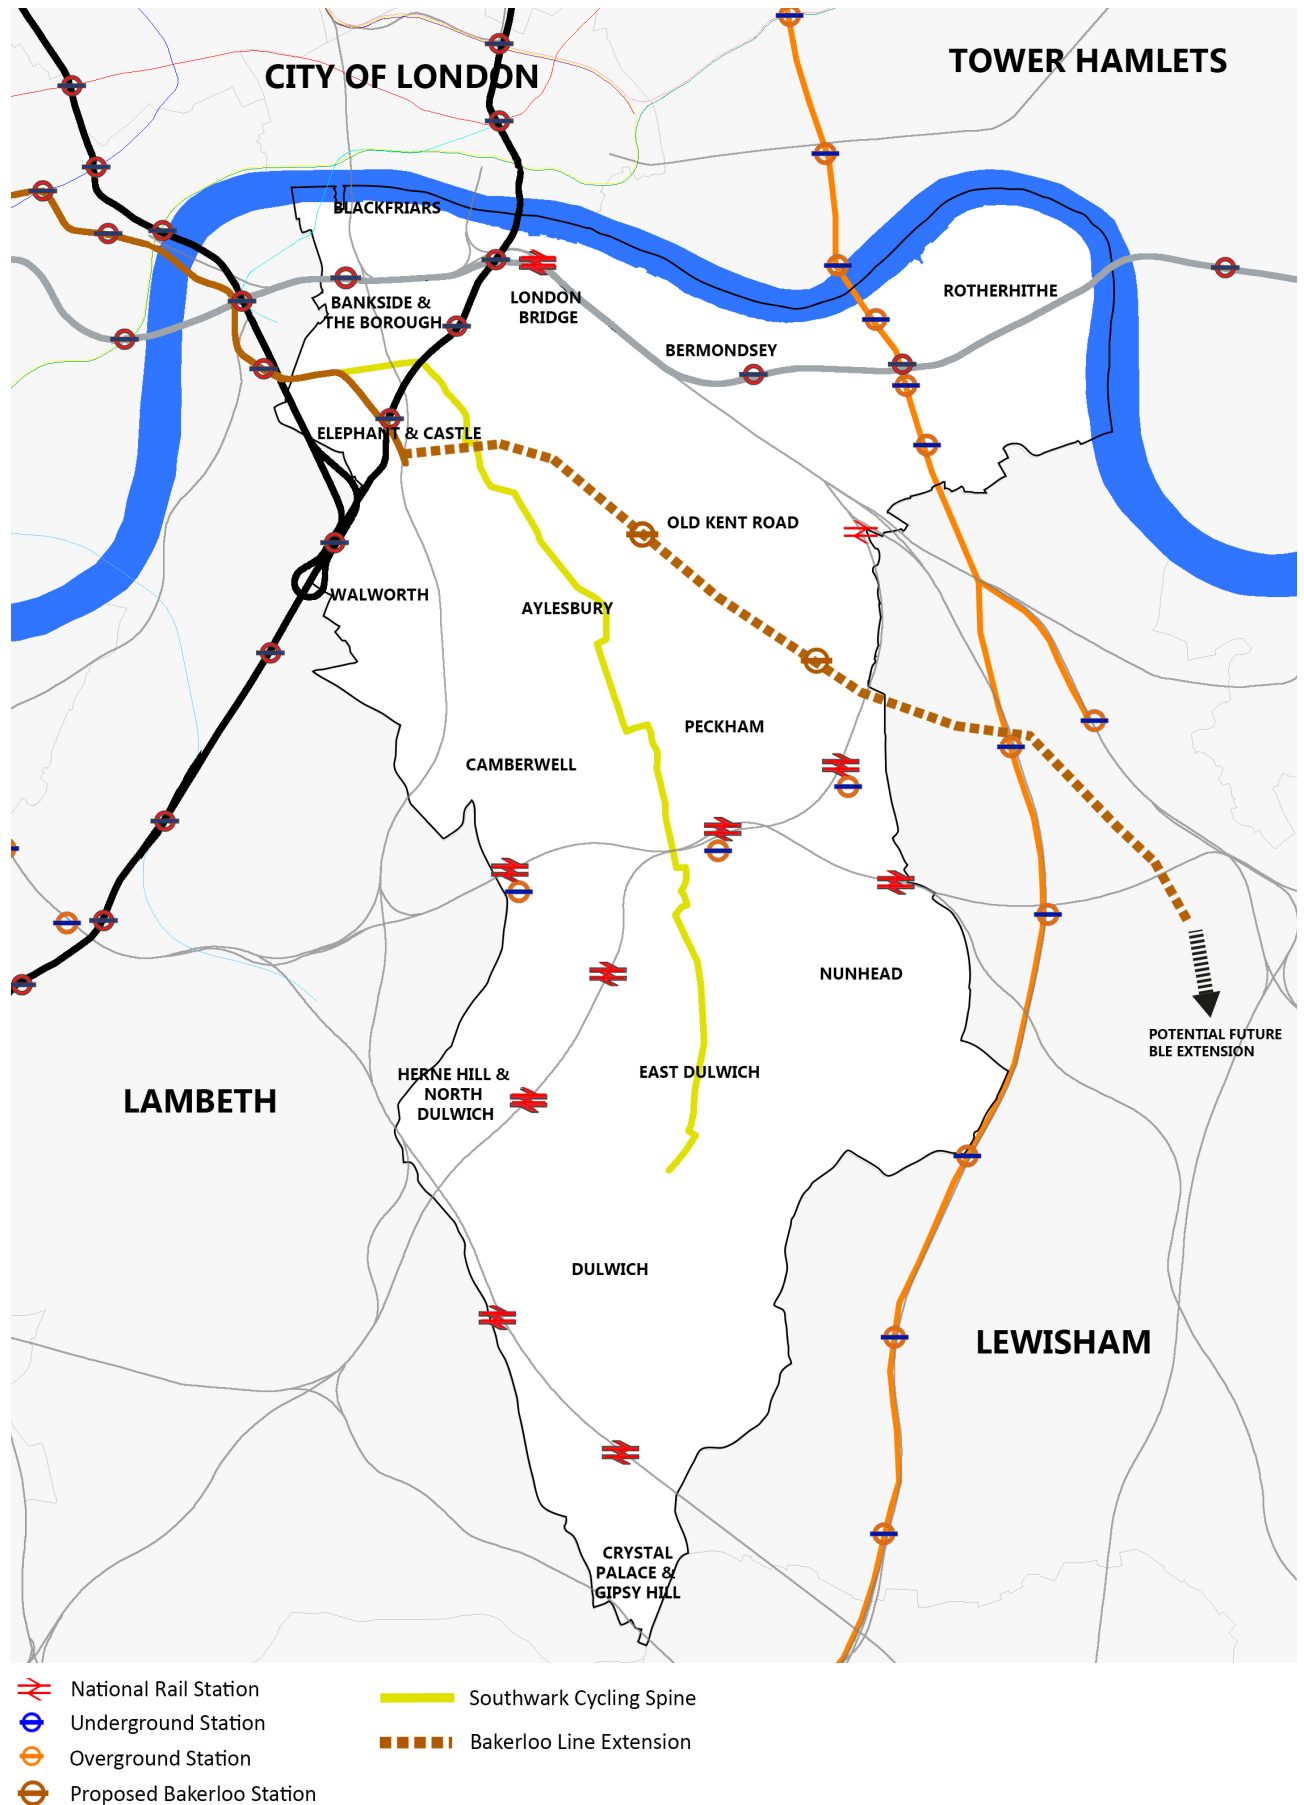 TOWER HAMLETS
CITY OF LONDON
BLACKFRIARS
ROTHERHITHE
BANKSIDE &
THE BOROUGH
LONDON
BRIDGE
BERMONDSEY
ELEPHANT & CASTLE
OLD KENT ROAD
WALWORTH
AYLESBURY
PECKHAM
CAMBERWELL
NUNHEAD
POTENTIAL FUTURE
BLE EXTENSION
HERNE HILL &
NORTH
DULWICH
EAST DULWICH
LAMBETH
DULWICH
LEWISHAM
CRYSTAL
PALACE &
GIPSY HILL
National Rail Station
Underground Station
Overground Station
Proposed Bakerloo Station
Southwark Cycling Spine
Bakerloo Line Extension